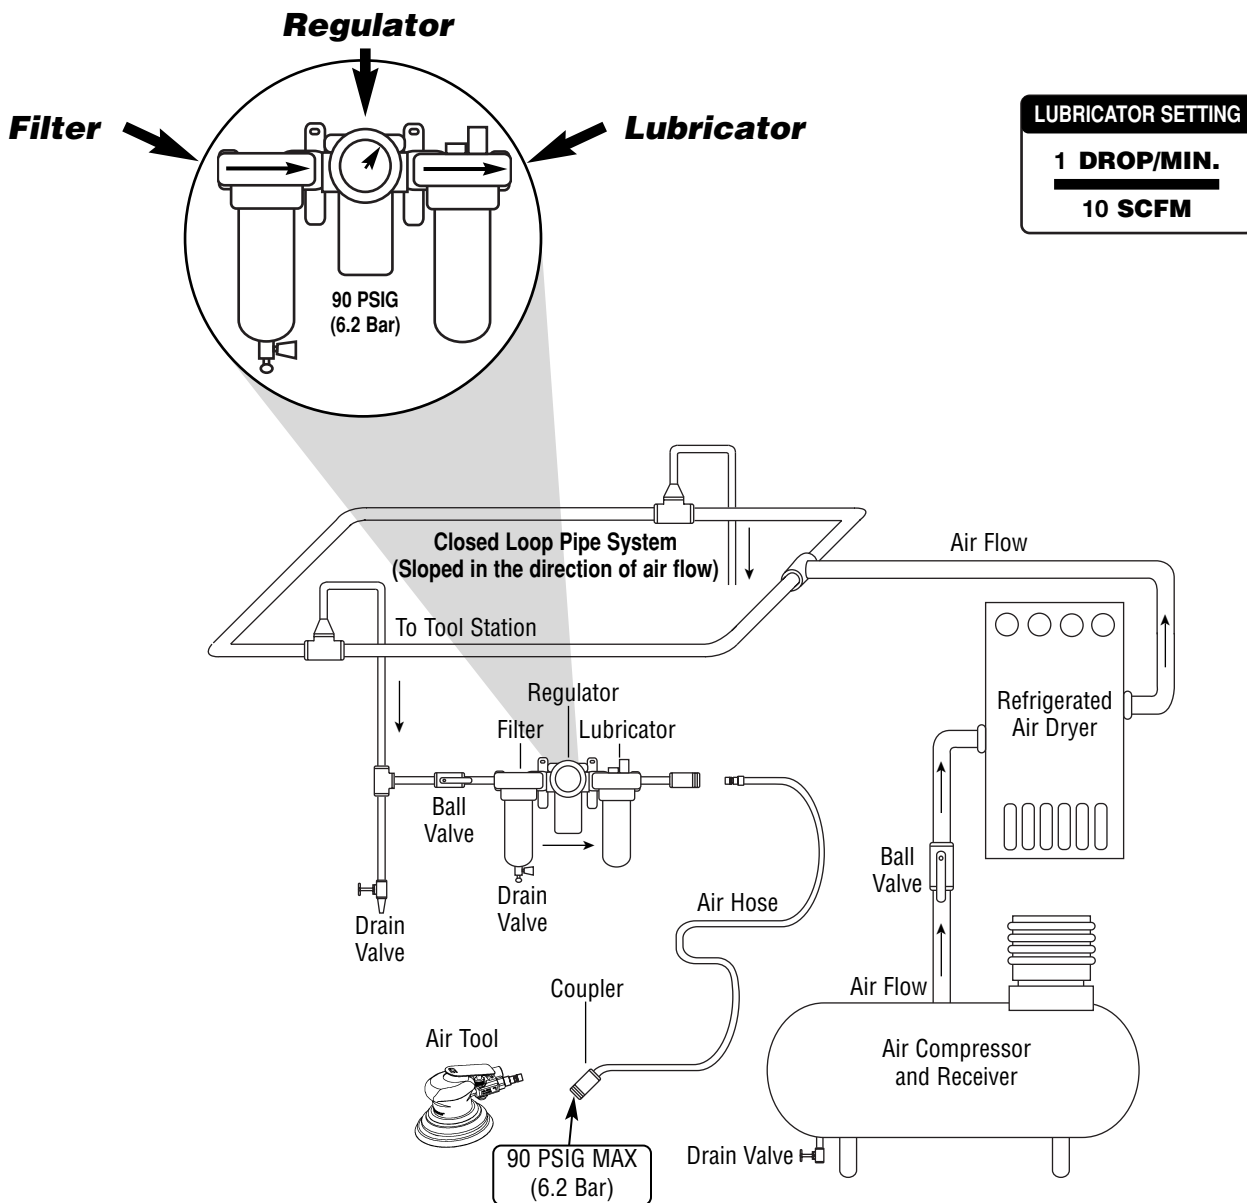 Regulator
Filter
Lubricator
LUBRICATOR SETTING
1 DROP/MIN.
10 SCFM
90 PSIG
(6.2 Bar)
Closed Loop Pipe System
(Sloped in the direction of air flow)
Air Flow
To Tool Station
Regulator
Filter
Lubricator
Refrigerated
Air Dryer
Ball
Valve
Ball
Valve
Drain
Valve
Drain
Valve
Air Hose
Coupler
Air Flow
Air Tool
Air Compressor
and Receiver
90 PSIG MAX
(6.2 Bar)
Drain Valve